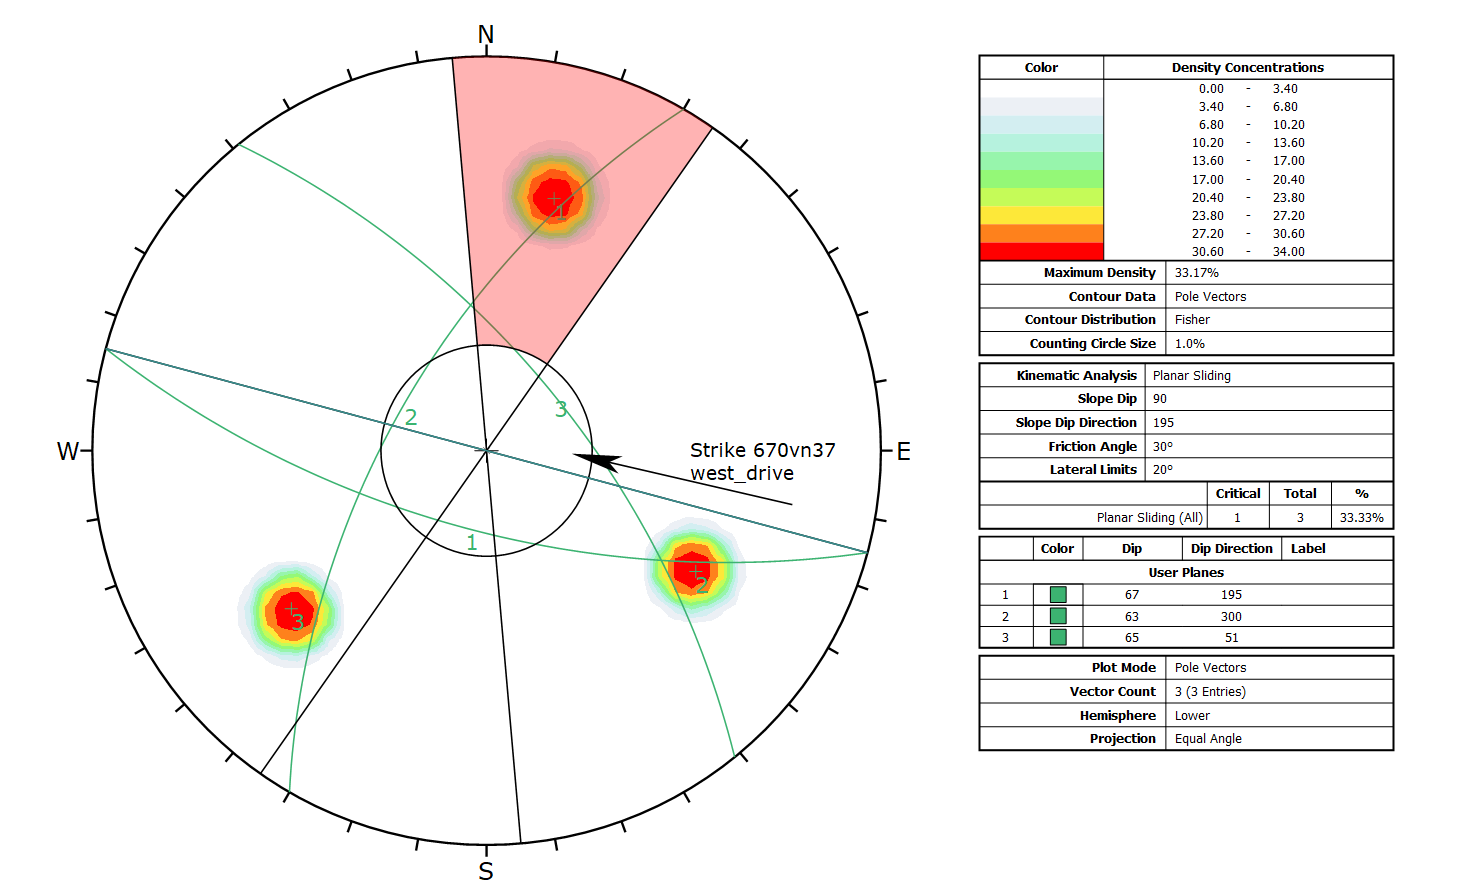 N
W
E
S
1
2
3
1
2
3
Strike 670vn37
west_drive
Color Density Concentrations
0.00 - 3.40
3.40 - 6.80
6.80 - 10.20
10.20 - 13.60
13.60 - 17.00
17.00 - 20.40
20.40 - 23.80
23.80 - 27.20
27.20 - 30.60
30.60 - 34.00
Maximum Density 33.17%
Contour Data Pole Vectors
Contour Distribution Fisher
Counting Circle Size 1.0%
Kinematic Analysis Planar Sliding
Slope Dip 90
Slope Dip Direction 195
Friction Angle 30°
Lateral Limits 20°
Critical Total %
Planar Sliding (All) 1 3 33.33%
Color Dip Dip Direction Label
User Planes
1 67 195
2 63 300
3 65 51
Plot Mode Pole Vectors
Vector Count 3 (3 Entries)
Hemisphere Lower
Projection Equal Angle